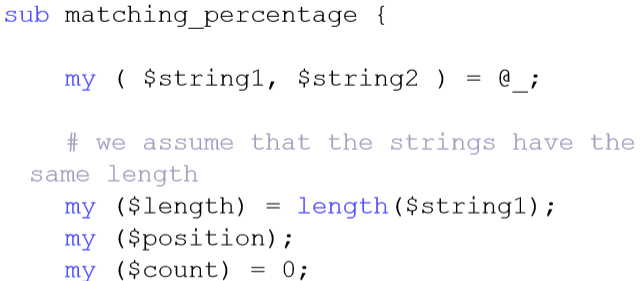 sub matching_percentage {
my ( $string1, $string2 ) = @_;
# we assume that the strings have the
same length
my ($length) = length($string1);
my ($position);
my ($count) = 0;